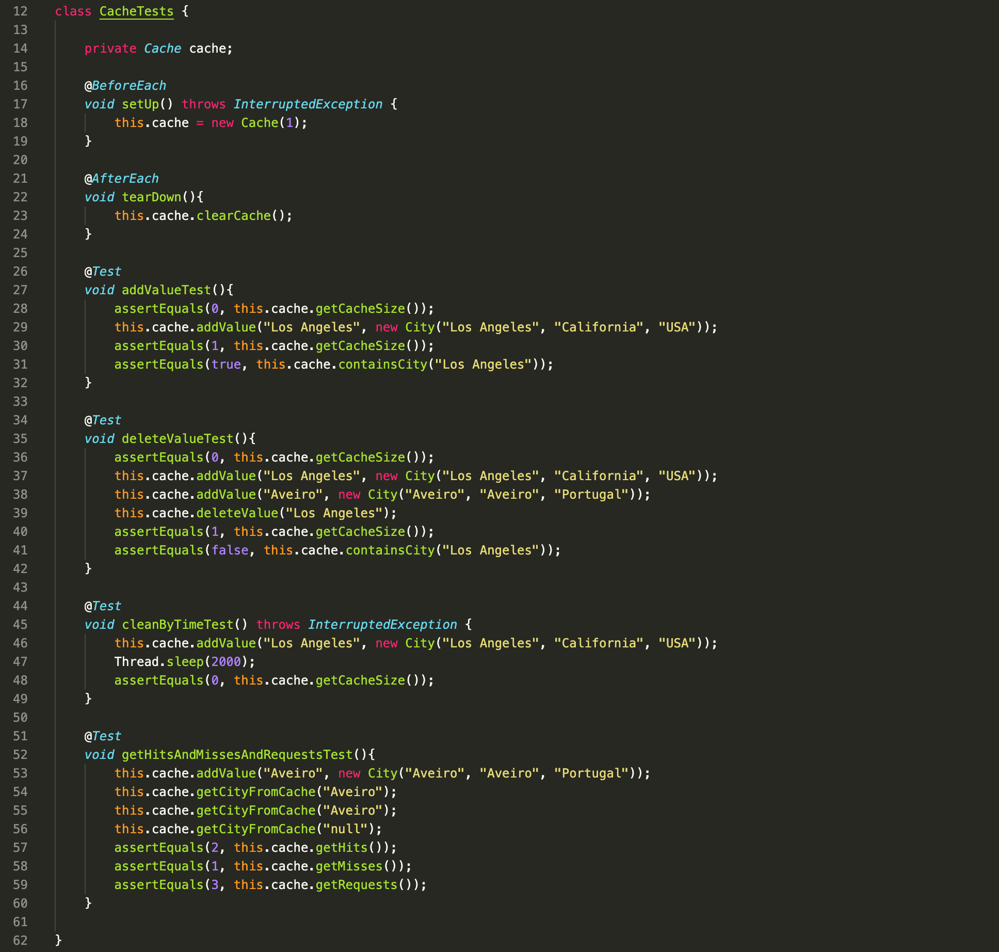 12 class CacheTests {
13
14 private Cache cache;
15
16 @BeforeEach
17 void setUp() throws InterruptedException {
18 this.cache = new Cache(1);
19 }
20
21 @AfterEach
22 void tearDown(){
23 this.cache.clearCache();
24 }
25
26 @Test
27 void addValueTest(){
28 assertEquals(0, this.cache.getCacheSize());
29 this.cache.addValue("Los Angeles", new City("Los Angeles", "California", "USA"));
30 assertEquals(1, this.cache.getCacheSize());
31 assertEquals(true, this.cache.containsCity("Los Angeles"));
32 }
33
34 @Test
35 void deleteValueTest(){
36 assertEquals(0, this.cache.getCacheSize());
37 this.cache.addValue("Los Angeles", new City("Los Angeles", "California", "USA"));
38 this.cache.addValue("Aveiro", new City("Aveiro", "Aveiro", "Portugal"));
39 this.cache.deleteValue("Los Angeles");
40 assertEquals(1, this.cache.getCacheSize());
41 assertEquals(false, this.cache.containsCity("Los Angeles"));
42 }
43
44 @Test
45 void cleanByTimeTest() throws InterruptedException {
46 this.cache.addValue("Los Angeles", new City("Los Angeles", "California", "USA"));
47 Thread.sleep(2000);
48 assertEquals(0, this.cache.getCacheSize());
49 }
50
51 @Test
52 void getHitsAndMissesAndRequestsTest(){
53 this.cache.addValue("Aveiro", new City("Aveiro", "Aveiro", "Portugal"));
54 this.cache.getCityFromCache("Aveiro");
55 this.cache.getCityFromCache("Aveiro");
56 this.cache.getCityFromCache("null");
57 assertEquals(2, this.cache.getHits());
58 assertEquals(1, this.cache.getMisses());
59 assertEquals(3, this.cache.getRequests());
60 }
61
62 }